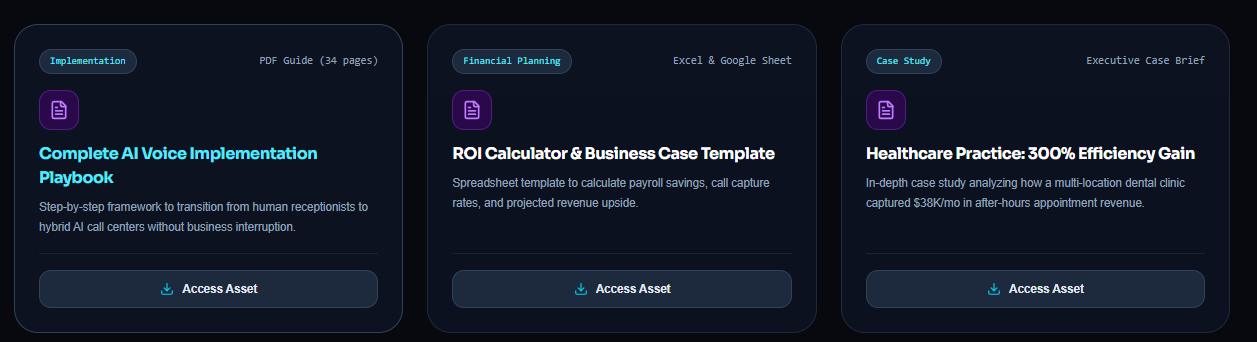 Implementation
PDF Guide (34 pages)
Complete AI Voice Implementation
Playbook
Step-by-step framework to transition from human receptionists to
hybrid AI call centers without business interruption.
Access Asset
Financial Planning
Excel & Google Sheet
ROI Calculator & Business Case Template
Spreadsheet template to calculate payroll savings, call capture
rates, and projected revenue upside.
Access Asset
Case Study
Executive Case Brief
Healthcare Practice: 300% Efficiency Gain
In-depth case study analyzing how a multi-location dental clinic
captured $38K/mo in after-hours appointment revenue.
Access Asset